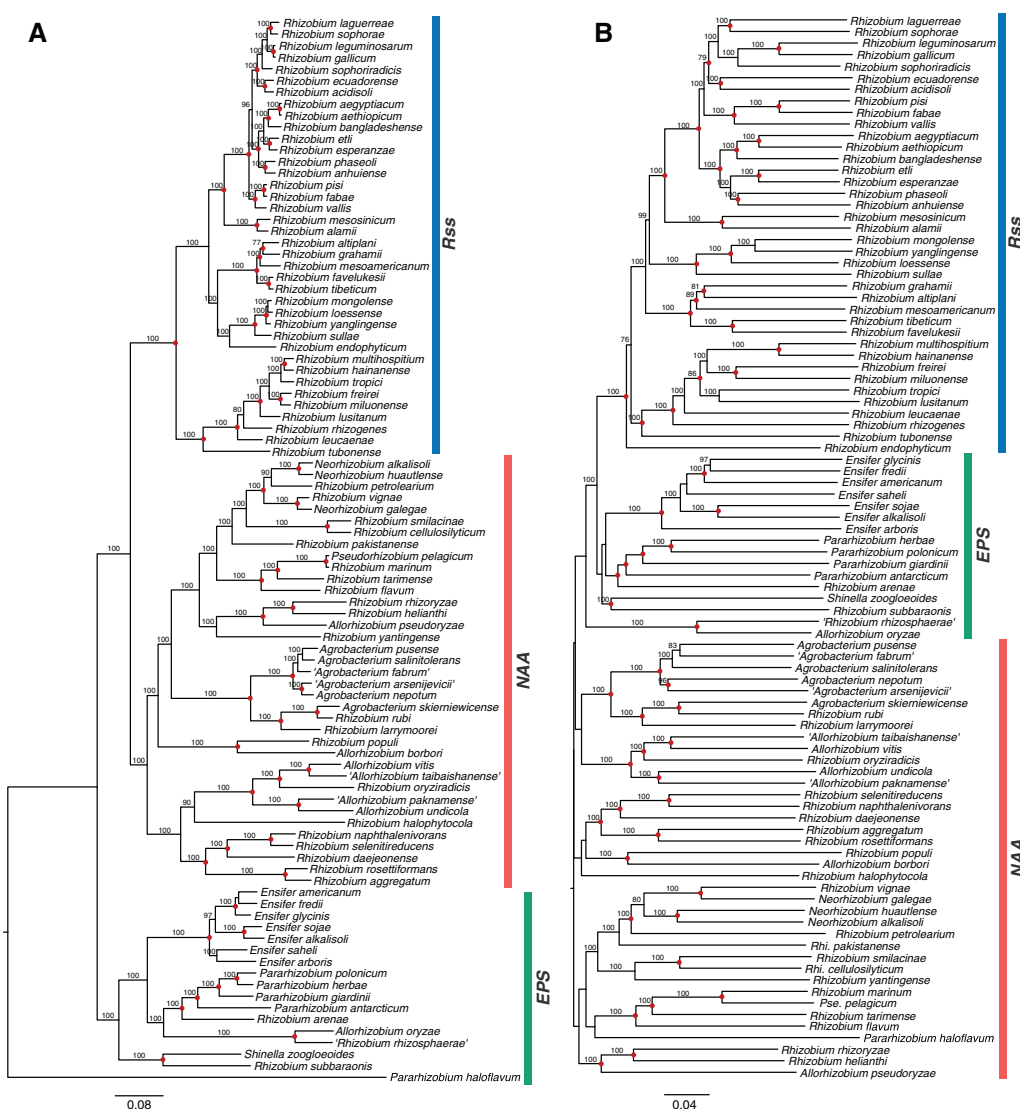 A
Rhizobium laguerreae
Rhizobium sophorae
Rhizobium leguminosarum
Rhizobium gallicum
Rhizobium sophoriradicis
Rhizobium ecuadorense
Rhizobium acidisoli
Rhizobium aegyptiacum
Rhizobium aethiopicum
Rhizobium bangladeshense
Rhizobium etli
Rhizobium esperanzae
Rhizobium phaseoli
Rhizobium anhuiense
Rhizobium pisi
Rhizobium fabae
Rhizobium vallis
Rhizobium mesosinicum
Rhizobium alamii
Rhizobium altiplani
Rhizobium grahamii
Rhizobium mesoamericanum
Rhizobium favelukesii
Rhizobium tibeticum
Rhizobium mongolense
Rhizobium loessense
Rhizobium yanglingense
Rhizobium sullae
Rhizobium endophyticum
Rhizobium multihospitium
Rhizobium hainanense
Rhizobium tropici
Rhizobium freirei
Rhizobium miluonense
Rhizobium lusitanum
Rhizobium rhizogenes
Rhizobium leucaenae
Rhizobium tubonense
Rss
Neorhizobium alkalisoli
Neorhizobium huautlense
Rhizobium petrolearium
Rhizobium vignae
Neorhizobium galegae
Rhizobium smilacinae
Rhizobium cellulosilyticum
Rhizobium pakistanense
Pseudorhizobium pelagicum
Rhizobium marinum
Rhizobium tarimense
Rhizobium flavum
Rhizobium rhizoryzae
Rhizobium helianthi
Allorhizobium pseudoryzae
Rhizobium yantingense
Agrobacterium pusense
Agrobacterium salinitolerans
'Agrobacterium fabrum'
'Agrobacterium arsenijevicii'
Agrobacterium nepotum
Agrobacterium skierniewicense
Rhizobium rubi
Rhizobium larrymoorei
Rhizobium populi
Allorhizobium borbori
Allorhizobium vitis
'Allorhizobium taibaishanense'
Rhizobium oryziradicis
'Allorhizobium paknamense'
Allorhizobium undicola
Rhizobium halophytocola
Rhizobium naphthalenivorans
Rhizobium selenitireducens
Rhizobium daejeonense
Rhizobium rosettiformans
Rhizobium aggregatum
NAA
Ensifer americanum
Ensifer fredii
Ensifer glycinis
Ensifer sojae
Ensifer alkalisoli
Ensifer saheli
Ensifer arboris
Pararhizobium polonicum
Pararhizobium herbae
Pararhizobium giardinii
Pararhizobium antarcticum
Rhizobium arenae
Allorhizobium oryzae
'Rhizobium rhizosphaerae'
Shinella zoogloeoides
Rhizobium subbaraonis
Pararhizobium haloflavum
EPS
0.08
B
Rhizobium laguerreae
Rhizobium sophorae
Rhizobium leguminosarum
Rhizobium gallicum
Rhizobium sophoriradicis
Rhizobium ecuadorense
Rhizobium acidisoli
Rhizobium pisi
Rhizobium fabae
Rhizobium vallis
Rhizobium aegyptiacum
Rhizobium aethiopicum
Rhizobium bangladeshense
Rhizobium etli
Rhizobium esperanzae
Rhizobium phaseoli
Rhizobium anhuiense
Rhizobium mesosinicum
Rhizobium alamii
Rhizobium mongolense
Rhizobium yanglingense
Rhizobium loessense
Rhizobium sullae
Rhizobium grahamii
Rhizobium altiplani
Rhizobium mesoamericanum
Rhizobium tibeticum
Rhizobium favelukesii
Rhizobium multihospitium
Rhizobium hainanense
Rhizobium freirei
Rhizobium miluonense
Rhizobium tropici
Rhizobium lusitanum
Rhizobium leucaenae
Rhizobium rhizogenes
Rhizobium tubonense
Rhizobium endophyticum
Rss
Ensifer glycinis
Ensifer fredii
Ensifer americanum
Ensifer saheli
Ensifer sojae
Ensifer alkalisoli
Ensifer arboris
Pararhizobium herbae
Pararhizobium polonicum
Pararhizobium giardinii
Pararhizobium antarcticum
Rhizobium arenae
Shinella zoogloeoides
Rhizobium subbaraonis
'Rhizobium rhizosphaerae'
Allorhizobium oryzae
EPS
Agrobacterium pusense
'Agrobacterium fabrum'
Agrobacterium salinitolerans
Agrobacterium nepotum
'Agrobacterium arsenijevicii'
Agrobacterium skierniewicense
Rhizobium rubi
Rhizobium larrymoorei
'Allorhizobium taibaishanense'
Allorhizobium vitis
Rhizobium oryziradicis
Allorhizobium undicola
'Allorhizobium paknamense'
Rhizobium selenitireducens
Rhizobium naphthalenivorans
Rhizobium daejeonense
Rhizobium aggregatum
Rhizobium rosettiformans
Rhizobium populi
Allorhizobium borbori
Rhizobium halophytocola
Rhizobium vignae
Neorhizobium galegae
Neorhizobium huautlense
Neorhizobium alkalisoli
Rhizobium petrolearium
Rhi. pakistanense
Rhizobium smilacinae
Rhi. cellulosilyticum
Rhizobium yantingense
Rhizobium marinum
Pse. pelagicum
Rhizobium tarimense
Rhizobium flavum
Pararhizobium haloflavum
Rhizobium rhizoryzae
Rhizobium helianthi
Allorhizobium pseudoryzae
NAA
0.04